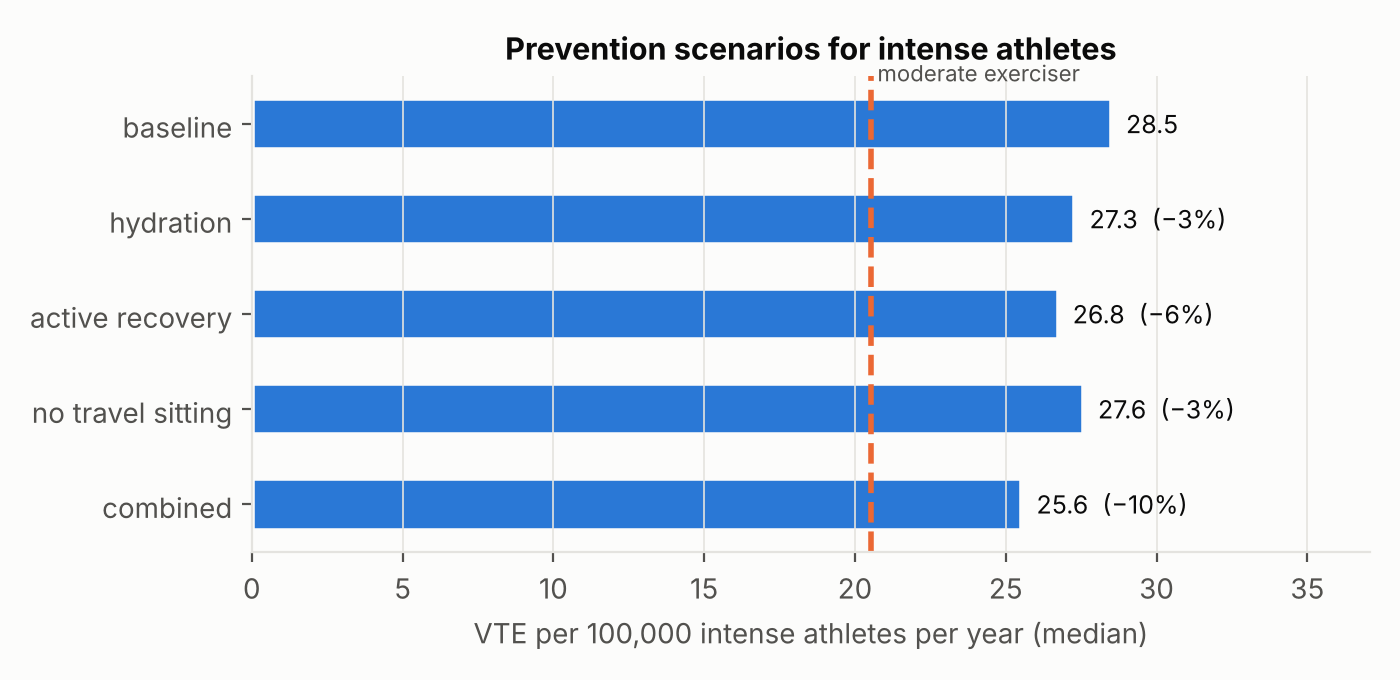 Prevention scenarios for intense athletes
moderate exerciser
baseline
28.5
hydration
27.3 (−3%)
active recovery
26.8 (−6%)
no travel sitting
27.6 (−3%)
combined
25.6 (−10%)
0 5 10 15 20 25 30 35
VTE per 100,000 intense athletes per year (median)